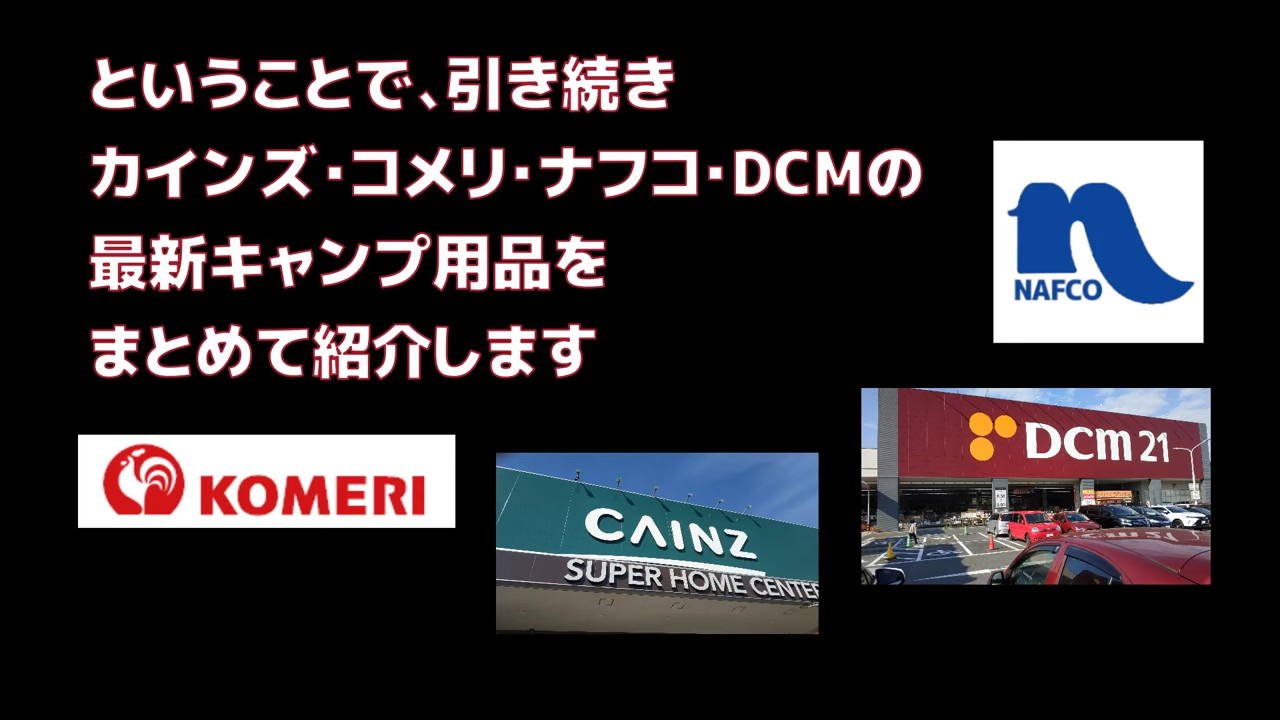 ということで、引き続き
カインズ・コメリ・ナフコ・DCMの
最新キャンプ用品を
まとめて紹介します
NAFCO
KOMERI
CAINZ
SUPER HOME CENTER
DCM 21